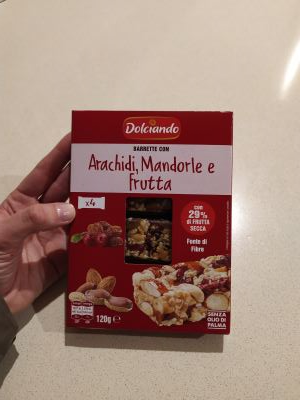 Dolciando
BARRETTE CON
Arachidi, Mandorle e
Frutta
x4
CON
29%
DI FRUTTA
SECCA
Fonte di
Fibre
120g e
SENZA
OLIO DI
PALMA